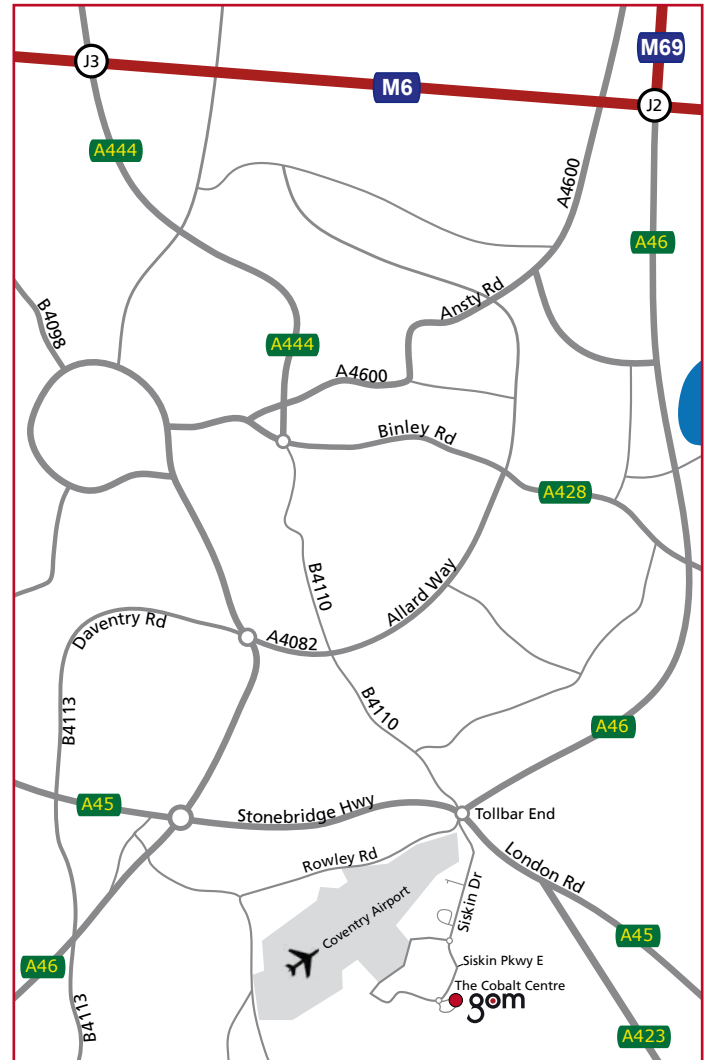 M69
J3
M6
J2
A444
A4600
A46
Ansty Rd
B4098
A444
A4600
Binley Rd
A428
B4110
Allard Way
Daventry Rd
A4082
B4113
B4110
A46
A45
Stonebridge Hwy
Tollbar End
Rowley Rd
London Rd
Siskin Dr
Coventry Airport
A45
A46
Siskin Pkwy E
The Cobalt Centre
gom
B4113
A423